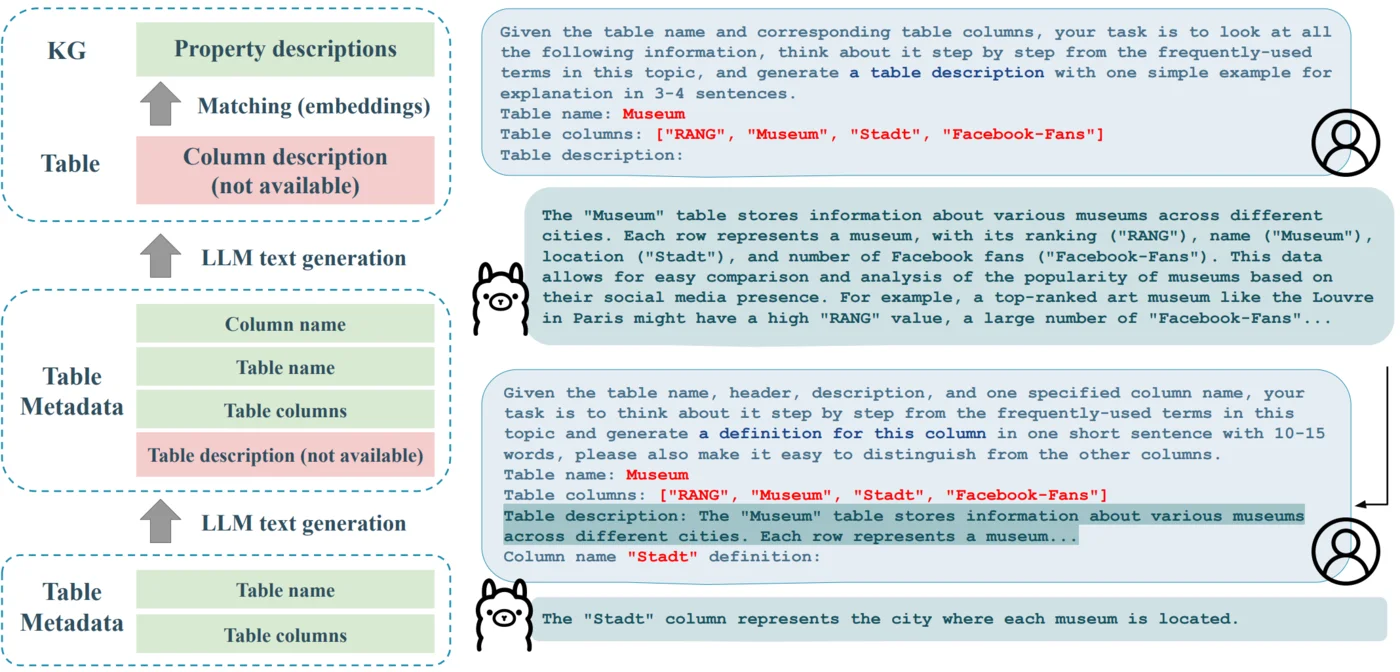 KG
Property descriptions
Matching (embeddings)
Table
Column description
(not available)
LLM text generation
Table
Metadata
Column name
Table name
Table columns
Table description (not available)
LLM text generation
Table
Metadata
Table name
Table columns
Given the table name and corresponding table columns, your task is to look at all
the following information, think about it step by step from the frequently-used
terms in this topic, and generate a table description with one simple example for
explanation in 3-4 sentences.
Table name: Museum
Table columns: ["RANG", "Museum", "Stadt", "Facebook-Fans"]
Table description:
The "Museum" table stores information about various museums across different
cities. Each row represents a museum, with its ranking ("RANG"), name ("Museum"),
location ("Stadt"), and number of Facebook fans ("Facebook-Fans"). This data
allows for easy comparison and analysis of the popularity of museums based on
their social media presence. For example, a top-ranked art museum like the Louvre
in Paris might have a high "RANG" value, a large number of "Facebook-Fans"...
Given the table name, header, description, and one specified column name, your
task is to think about it step by step from the frequently-used terms in this
topic and generate a definition for this column in one short sentence with 10-15
words, please also make it easy to distinguish from the other columns.
Table name: Museum
Table columns: ["RANG", "Museum", "Stadt", "Facebook-Fans"]
Table description: The "Museum" table stores information about various museums
across different cities. Each row represents a museum...
Column name "Stadt" definition:
The "Stadt" column represents the city where each museum is located.